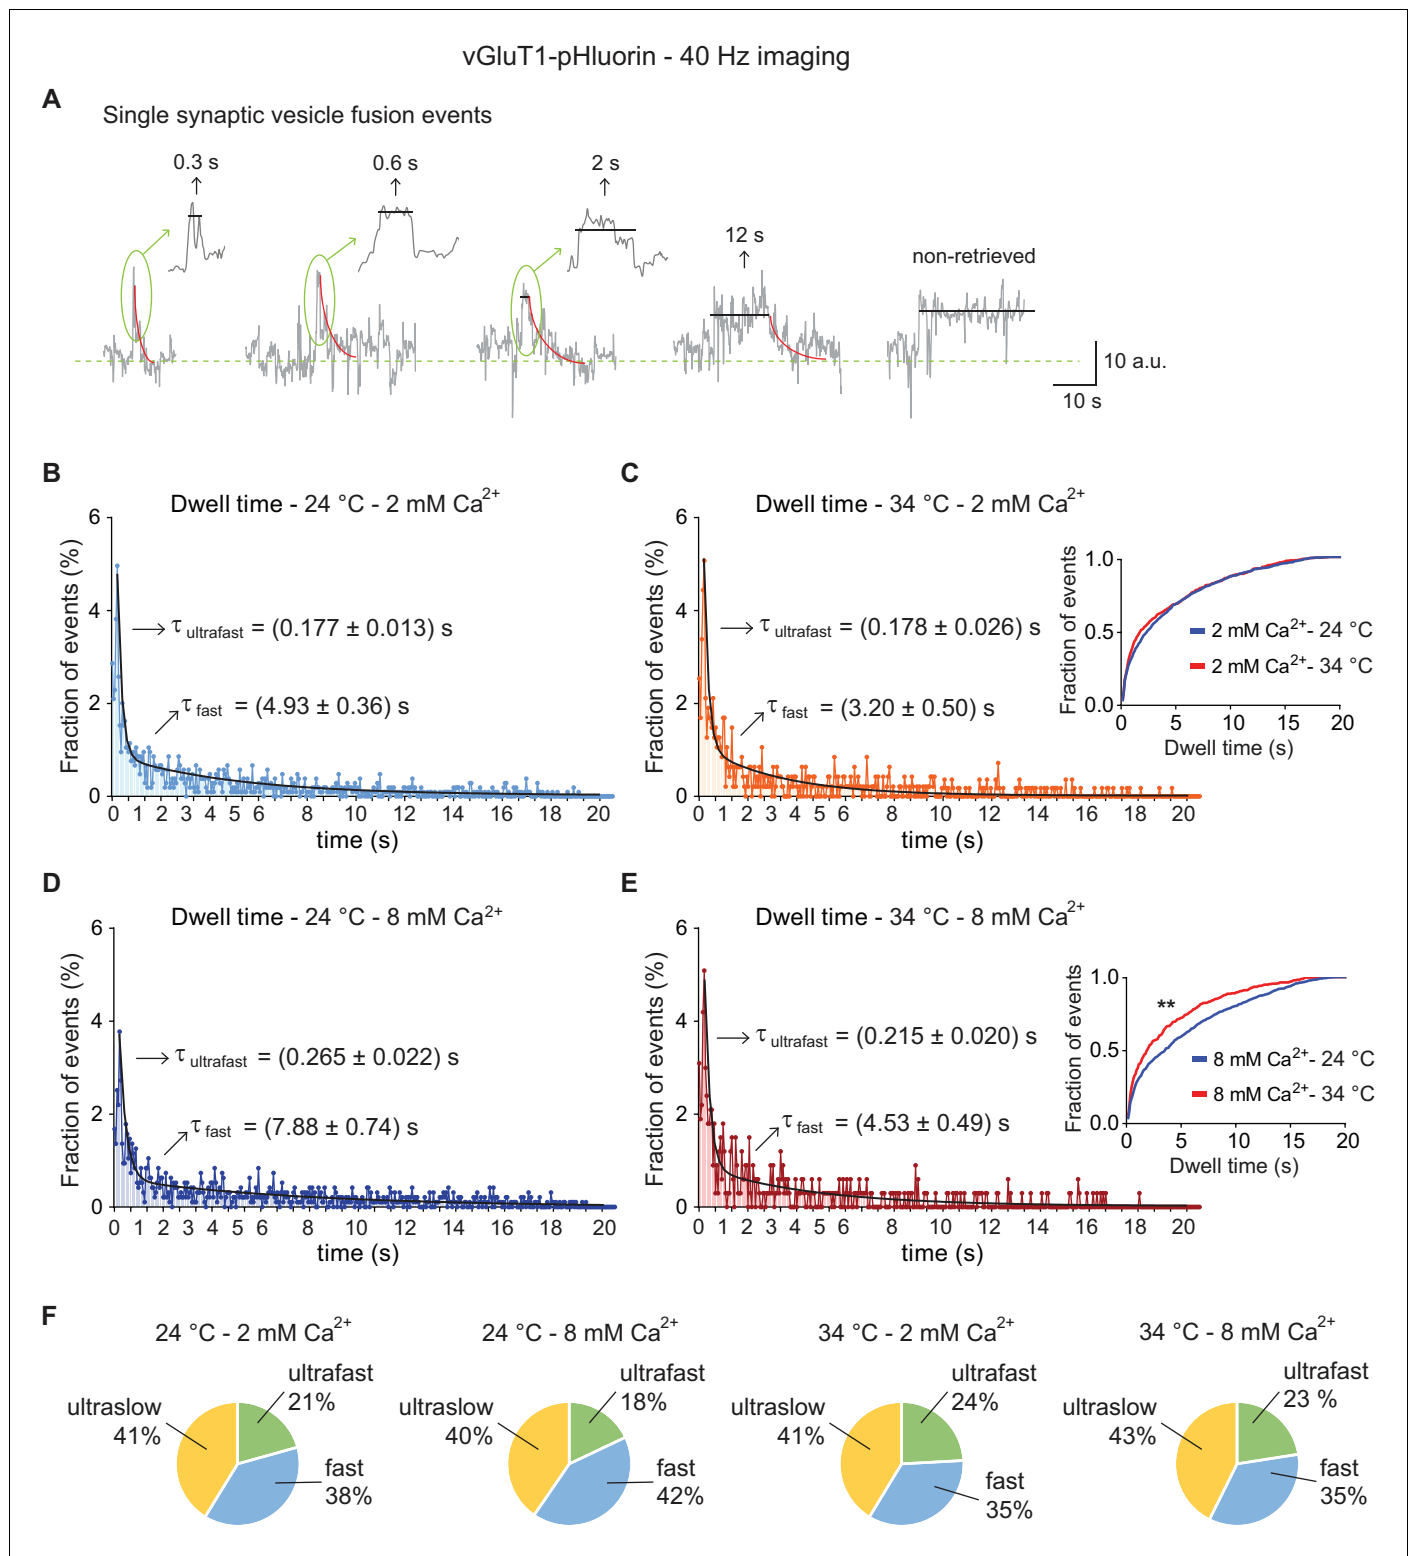 vGluT1-pHluorin - 40 Hz imaging
A
Single synaptic vesicle fusion events
0.3 s
0.6 s
2 s
12 s
non-retrieved
10 a.u.
10 s
B
Dwell time - 24 °C - 2 mM Ca²⁺
Fraction of events (%)
6
4
2
0
τ ultrafast = (0.177 ± 0.013) s
τ fast = (4.93 ± 0.36) s
0 1 2 3 4 5 6 8 10 12 14 16 18 20
time (s)
C
Dwell time - 34 °C - 2 mM Ca²⁺
Fraction of events (%)
6
4
2
0
τ ultrafast = (0.178 ± 0.026) s
τ fast = (3.20 ± 0.50) s
0 1 2 3 4 5 6 8 10 12 14 16 18 20
time (s)
Fraction of events
1.0
0.5
0.0
2 mM Ca²⁺- 24 °C
2 mM Ca²⁺- 34 °C
0 5 10 15 20
Dwell time (s)
D
Dwell time - 24 °C - 8 mM Ca²⁺
Fraction of events (%)
6
4
2
0
τ ultrafast = (0.265 ± 0.022) s
τ fast = (7.88 ± 0.74) s
0 1 2 3 4 5 6 8 10 12 14 16 18 20
time (s)
E
Dwell time - 34 °C - 8 mM Ca²⁺
Fraction of events (%)
6
4
2
0
τ ultrafast = (0.215 ± 0.020) s
τ fast = (4.53 ± 0.49) s
0 1 2 3 4 5 6 8 10 12 14 16 18 20
time (s)
Fraction of events
1.0
0.5
0.0
**
8 mM Ca²⁺- 24 °C
8 mM Ca²⁺- 34 °C
0 5 10 15 20
Dwell time (s)
F
24 °C - 2 mM Ca²⁺
ultrafast
21%
ultraslow
41%
fast
38%
24 °C - 8 mM Ca²⁺
ultrafast
18%
ultraslow
40%
fast
42%
34 °C - 2 mM Ca²⁺
ultrafast
24%
ultraslow
41%
fast
35%
34 °C - 8 mM Ca²⁺
ultrafast
23 %
ultraslow
43%
fast
35%